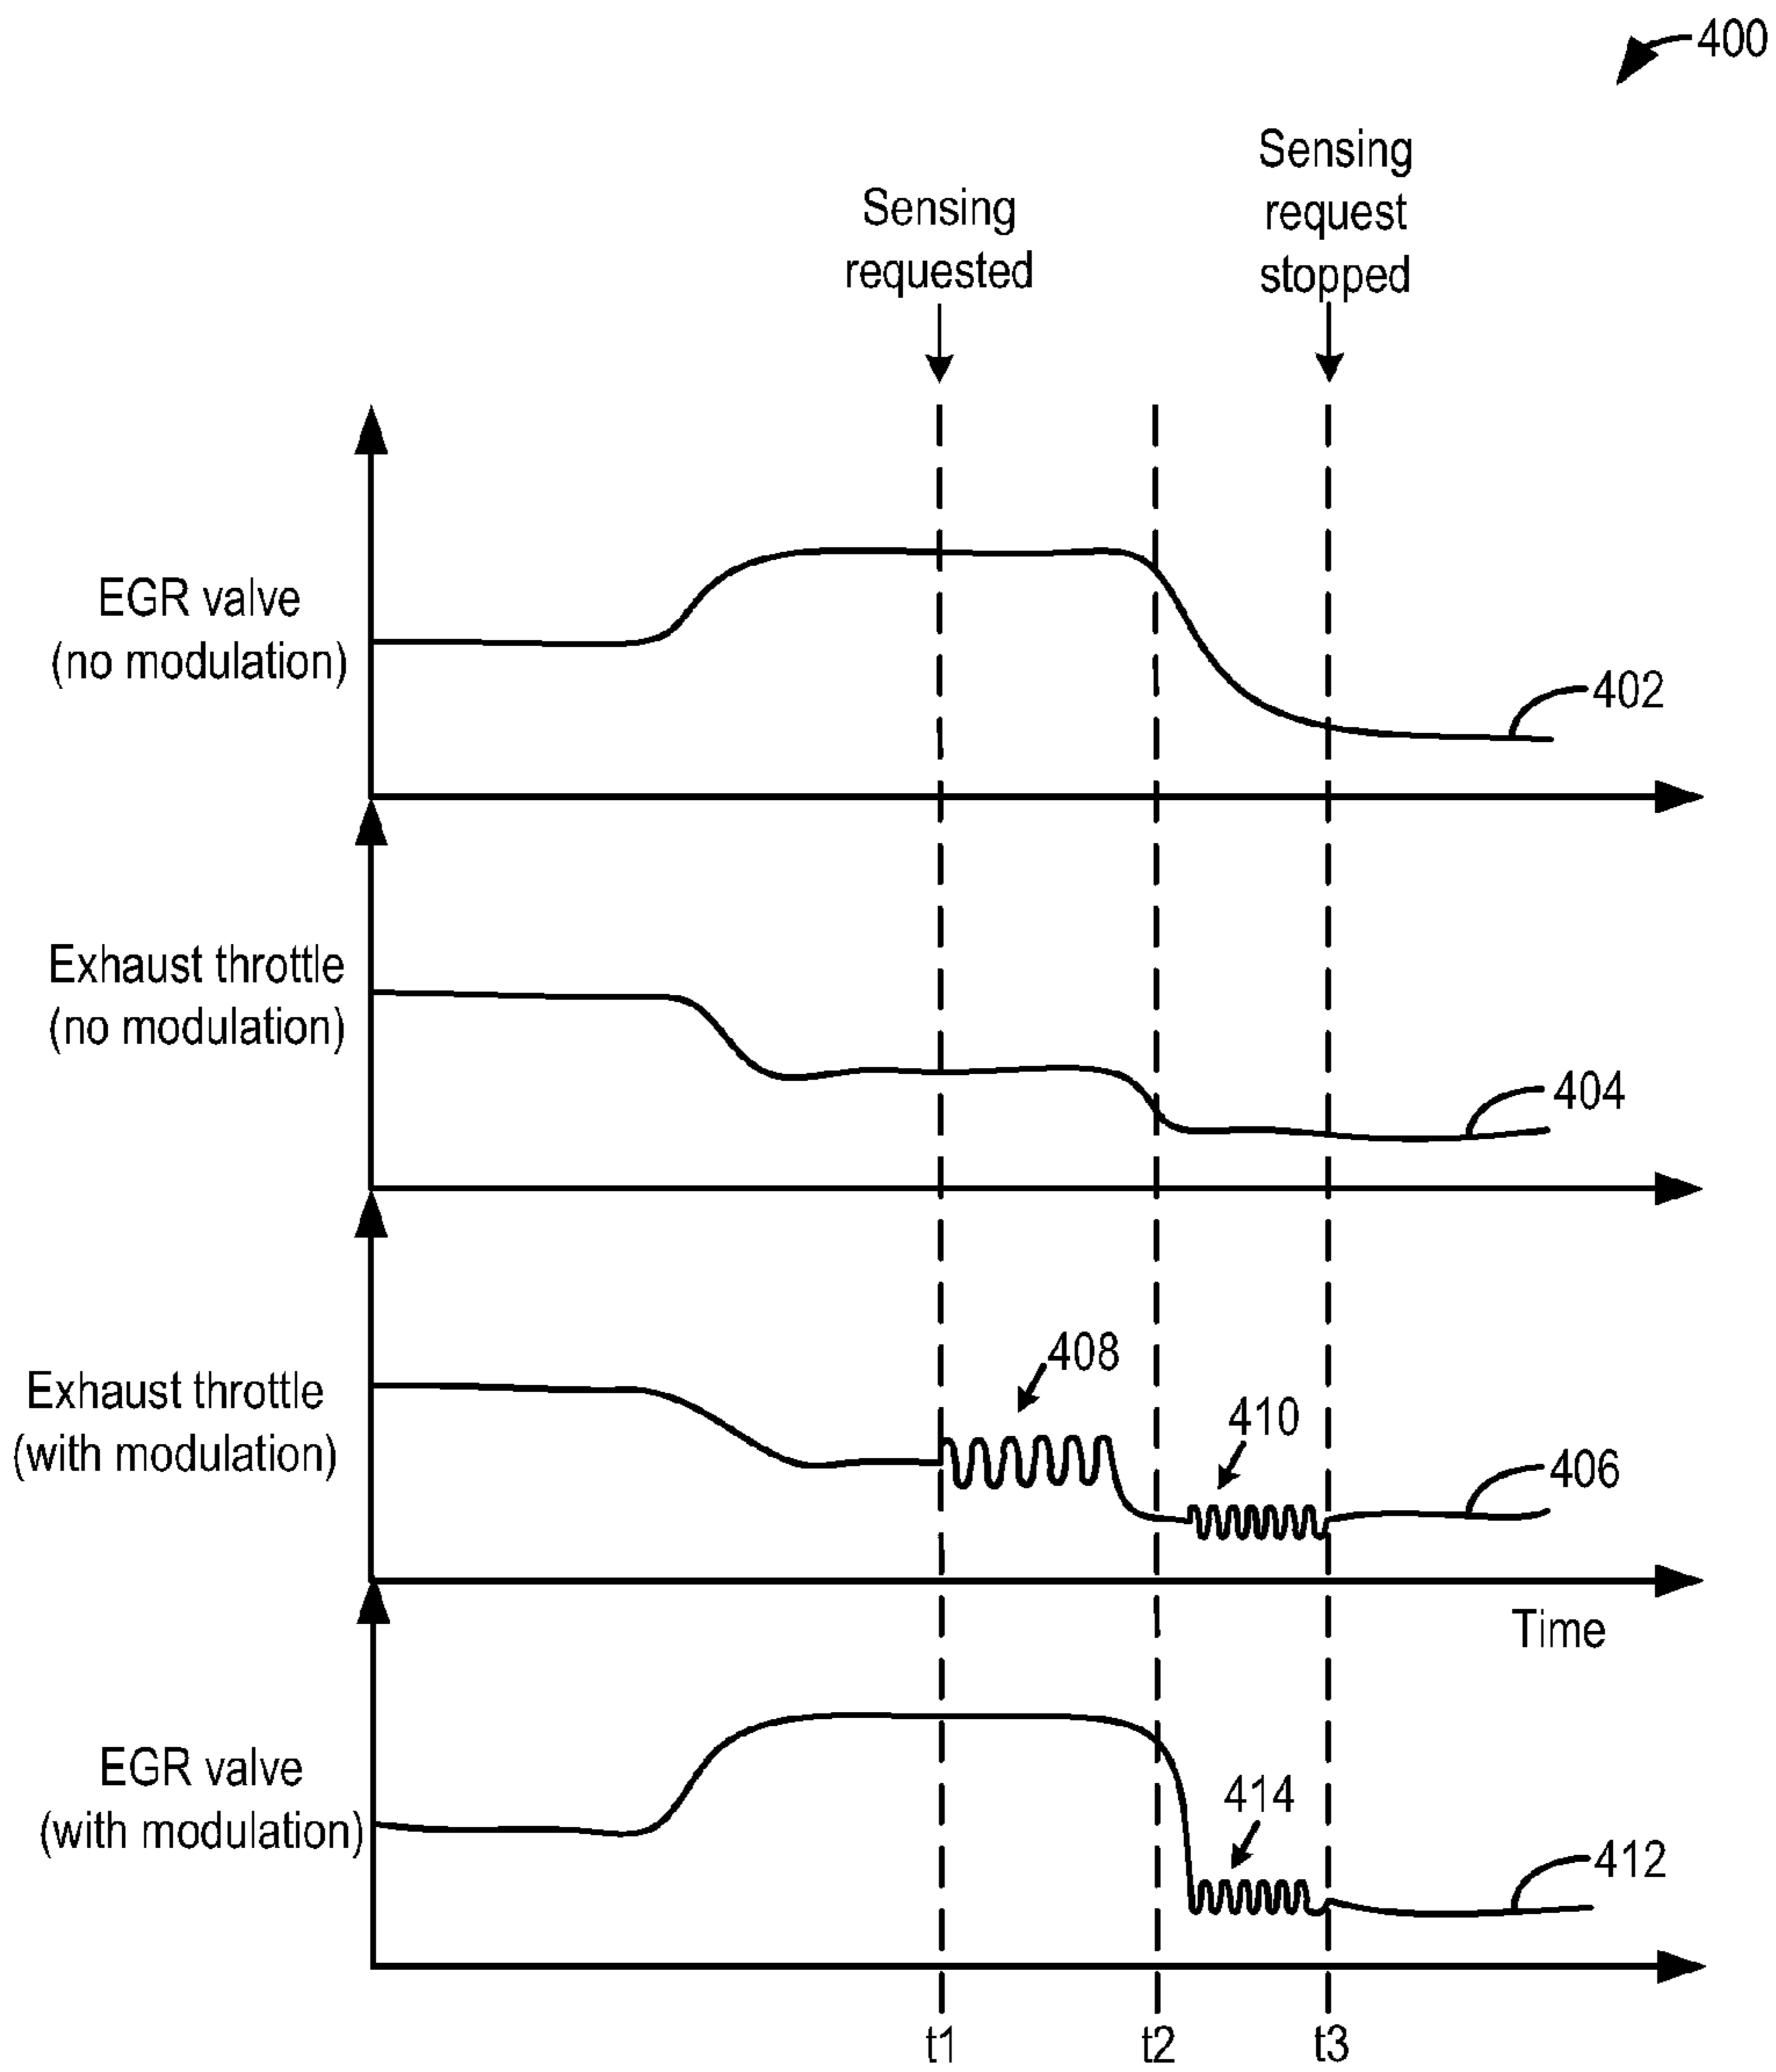 400
Sensing
requested
Sensing
request
stopped
EGR valve
(no modulation)
402
Exhaust throttle
(no modulation)
404
408
410
Exhaust throttle
(with modulation)
406
Time
EGR valve
(with modulation)
414
412
t1
t2
t3